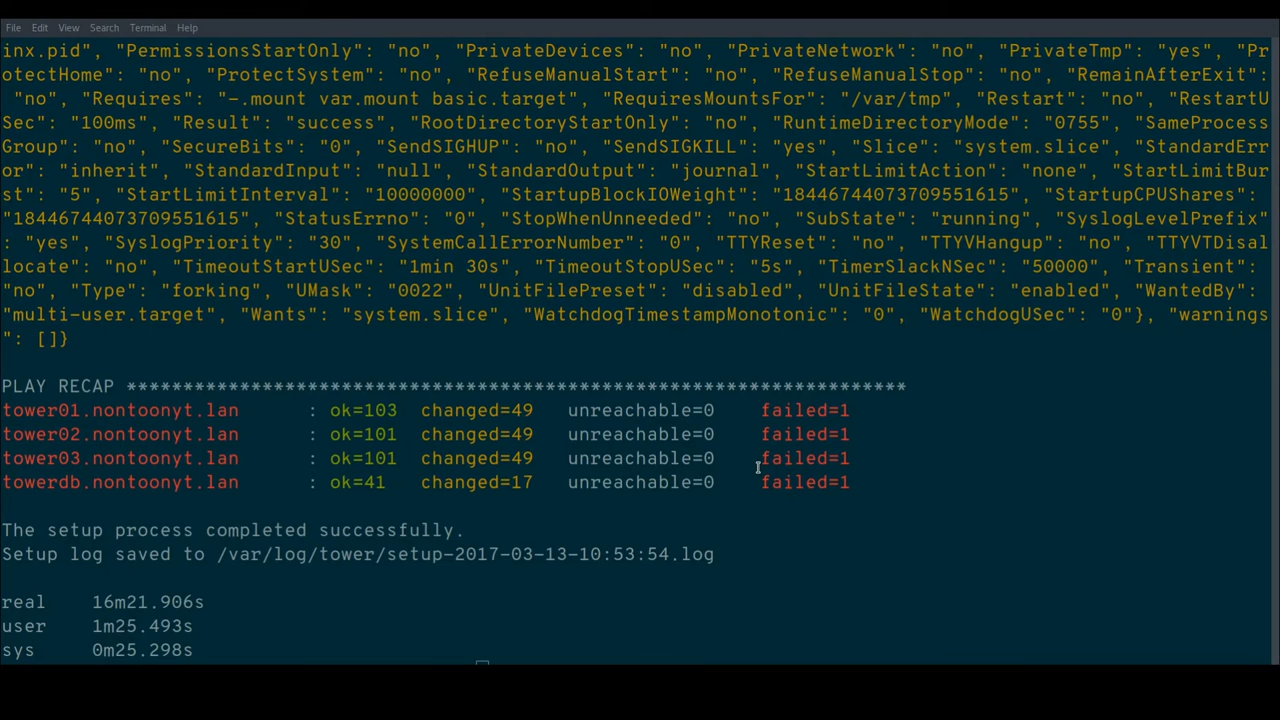 File Edit View Search Terminal Help
inx.pid", "PermissionsStartOnly": "no", "PrivateDevices": "no", "PrivateNetwork": "no", "PrivateTmp": "yes", "Pr
otectHome": "no", "ProtectSystem": "no", "RefuseManualStart": "no", "RefuseManualStop": "no", "RemainAfterExit":
"no", "Requires": "-.mount var.mount basic.target", "RequiresMountsFor": "/var/tmp", "Restart": "no", "RestartU
Sec": "100ms", "Result": "success", "RootDirectoryStartOnly": "no", "RuntimeDirectoryMode": "0755", "SameProcess
Group": "no", "SecureBits": "0", "SendSIGHUP": "no", "SendSIGKILL": "yes", "Slice": "system.slice", "StandardErr
or": "inherit", "StandardInput": "null", "StandardOutput": "journal", "StartLimitAction": "none", "StartLimitBur
st": "5", "StartLimitInterval": "10000000", "StartupBlockIOWeight": "18446744073709551615", "StartupCPUShares":
"18446744073709551615", "StatusErrno": "0", "StopWhenUnneeded": "no", "SubState": "running", "SyslogLevelPrefix"
: "yes", "SyslogPriority": "30", "SystemCallErrorNumber": "0", "TTYReset": "no", "TTYVHangup": "no", "TTYVTDisal
locate": "no", "TimeoutStartUSec": "1min 30s", "TimeoutStopUSec": "5s", "TimerSlackNSec": "50000", "Transient":
"no", "Type": "forking", "UMask": "0022", "UnitFilePreset": "disabled", "UnitFileState": "enabled", "WantedBy":
"multi-user.target", "Wants": "system.slice", "WatchdogTimestampMonotonic": "0", "WatchdogUSec": "0"}, "warnings
": []}
PLAY RECAP *********************************************************************
tower01.nontoonyt.lan : ok=103 changed=49 unreachable=0 failed=1
tower02.nontoonyt.lan : ok=101 changed=49 unreachable=0 failed=1
tower03.nontoonyt.lan : ok=101 changed=49 unreachable=0 failed=1
towerdb.nontoonyt.lan : ok=41 changed=17 unreachable=0 failed=1
The setup process completed successfully.
Setup log saved to /var/log/tower/setup-2017-03-13-10:53:54.log
real 16m21.906s
user 1m25.493s
sys 0m25.298s